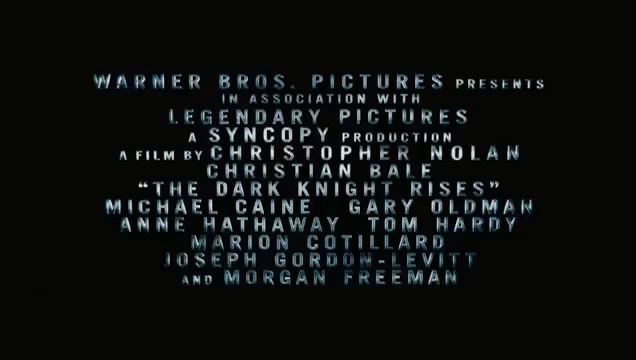 WARNER BROS. PICTURES PRESENTS
IN ASSOCIATION WITH
LEGENDARY PICTURES
A SYNCOPY PRODUCTION
A FILM BY CHRISTOPHER NOLAN
CHRISTIAN BALE
"THE DARK KNIGHT RISES"
MICHAEL CAINE GARY OLDMAN
ANNE HATHAWAY TOM HARDY
MARION COTILLARD
JOSEPH GORDON-LEVITT
AND MORGAN FREEMAN